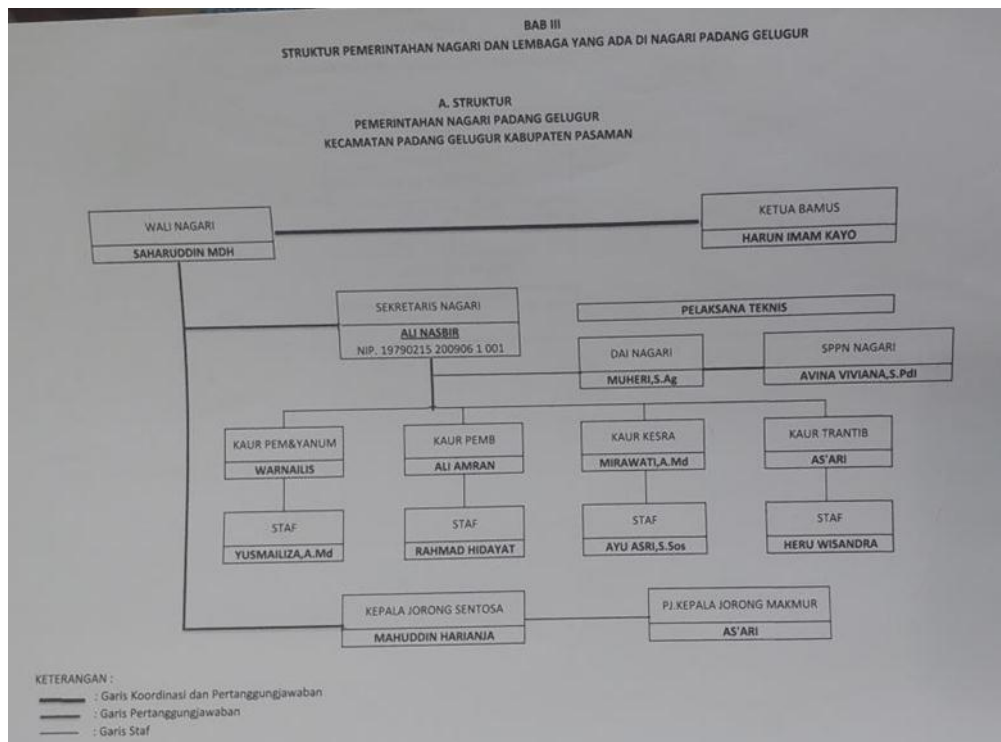 BAB III
STRUKTUR PEMERINTAHAN NAGARI DAN LEMBAGA YANG ADA DI NAGARI PADANG GELUGUR
A. STRUKTUR
PEMERINTAHAN NAGARI PADANG GELUGUR
KECAMATAN PADANG GELUGUR KABUPATEN PASAMAN
WALI NAGARI
SAHARUDDIN MDH
KETUA BAMUS
HARUN IMAM KAYO
SEKRETARIS NAGARI
ALI NASBIR
NIP. 19790215 200906 1 001
PELAKSANA TEKNIS
DAI NAGARI
MUHERI,S.Ag
SPPN NAGARI
AVINA VIVIANA,S.PdI
KAUR PEM&YANUM
WARNAILIS
KAUR PEMB
ALI AMRAN
KAUR KESRA
MIRAWATI,A.Md
KAUR TRANTIB
AS'ARI
STAF
YUSMAILIZA,A.Md
STAF
RAHMAD HIDAYAT
STAF
AYU ASRI,S.Sos
STAF
HERU WISANDRA
KEPALA JORONG SENTOSA
MAHUDDIN HARIANJA
PJ.KEPALA JORONG MAKMUR
AS'ARI
KETERANGAN :
: Garis Koordinasi dan Pertanggungjawaban
: Garis Pertanggungjawaban
: Garis Staf